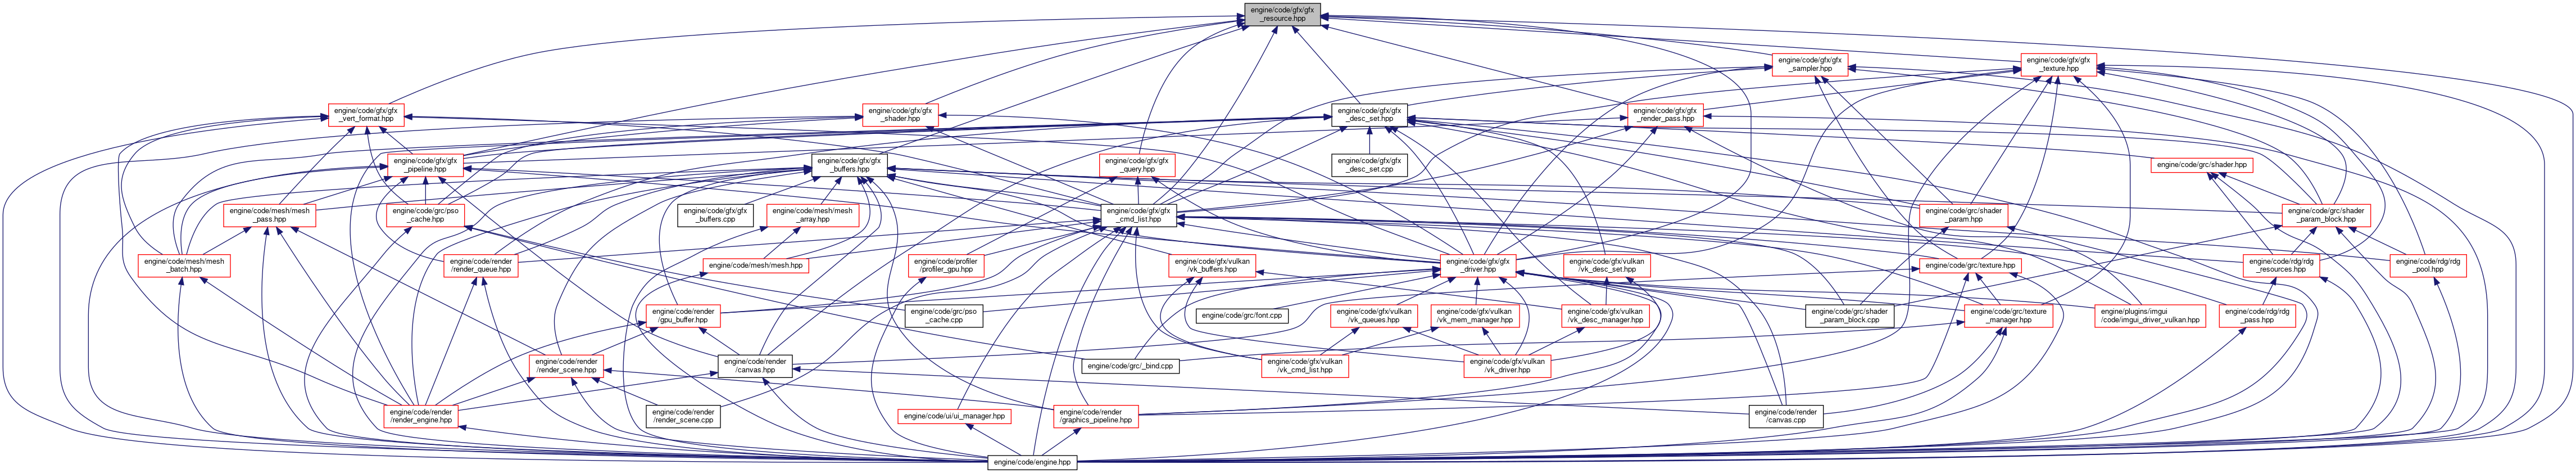 engine/code/gfx/gfx
_resource.hpp
engine/code/gfx/gfx
_sampler.hpp
engine/code/gfx/gfx
_texture.hpp
engine/code/gfx/gfx
_vert_format.hpp
engine/code/gfx/gfx
_shader.hpp
engine/code/gfx/gfx
_desc_set.hpp
engine/code/gfx/gfx
_render_pass.hpp
engine/code/gfx/gfx
_pipeline.hpp
engine/code/gfx/gfx
_buffers.hpp
engine/code/gfx/gfx
_query.hpp
engine/code/gfx/gfx
_desc_set.cpp
engine/code/grc/shader.hpp
engine/code/mesh/mesh
_pass.hpp
engine/code/grc/pso
_cache.hpp
engine/code/gfx/gfx
_buffers.cpp
engine/code/mesh/mesh
_array.hpp
engine/code/gfx/gfx
_cmd_list.hpp
engine/code/grc/shader
_param.hpp
engine/code/grc/shader
_param_block.hpp
engine/code/mesh/mesh
_batch.hpp
engine/code/render
/render_queue.hpp
engine/code/mesh/mesh.hpp
engine/code/profiler
/profiler_gpu.hpp
engine/code/gfx/vulkan
/vk_buffers.hpp
engine/code/gfx/gfx
_driver.hpp
engine/code/gfx/vulkan
/vk_desc_set.hpp
engine/code/grc/texture.hpp
engine/code/rdg/rdg
_resources.hpp
engine/code/rdg/rdg
_pool.hpp
engine/code/render
/gpu_buffer.hpp
engine/code/grc/pso
_cache.cpp
engine/code/grc/font.cpp
engine/code/gfx/vulkan
/vk_queues.hpp
engine/code/gfx/vulkan
/vk_mem_manager.hpp
engine/code/gfx/vulkan
/vk_desc_manager.hpp
engine/code/grc/shader
_param_block.cpp
engine/code/grc/texture
_manager.hpp
engine/plugins/imgui
/code/imgui_driver_vulkan.hpp
engine/code/rdg/rdg
_pass.hpp
engine/code/render
/render_scene.hpp
engine/code/render
/canvas.hpp
engine/code/grc/_bind.cpp
engine/code/gfx/vulkan
/vk_cmd_list.hpp
engine/code/gfx/vulkan
/vk_driver.hpp
engine/code/render
/render_engine.hpp
engine/code/render
/render_scene.cpp
engine/code/ui/ui_manager.hpp
engine/code/render
/graphics_pipeline.hpp
engine/code/render
/canvas.cpp
engine/code/engine.hpp